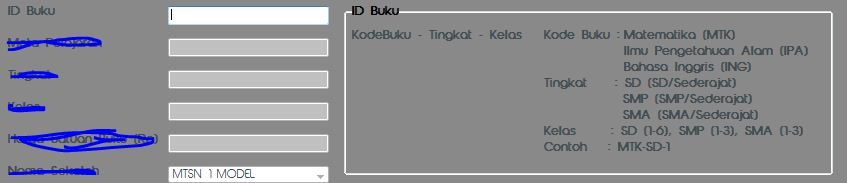 ID Buku
Mata Pelajaran
Tingkat
Kelas
Harga Satuan Buku (Rp)
Nama Sekolah
MTSN 1 MODEL
ID Buku
KodeBuku - Tingkat - Kelas
Kode Buku : Matematika (MTK)
Ilmu Pengetahuan Alam (IPA)
Bahasa Inggris (ING)
Tingkat : SD (SD/Sederajat)
SMP (SMP/Sederajat)
SMA (SMA/Sederajat)
Kelas : SD (1-6), SMP (1-3), SMA (1-3)
Contoh : MTK-SD-1